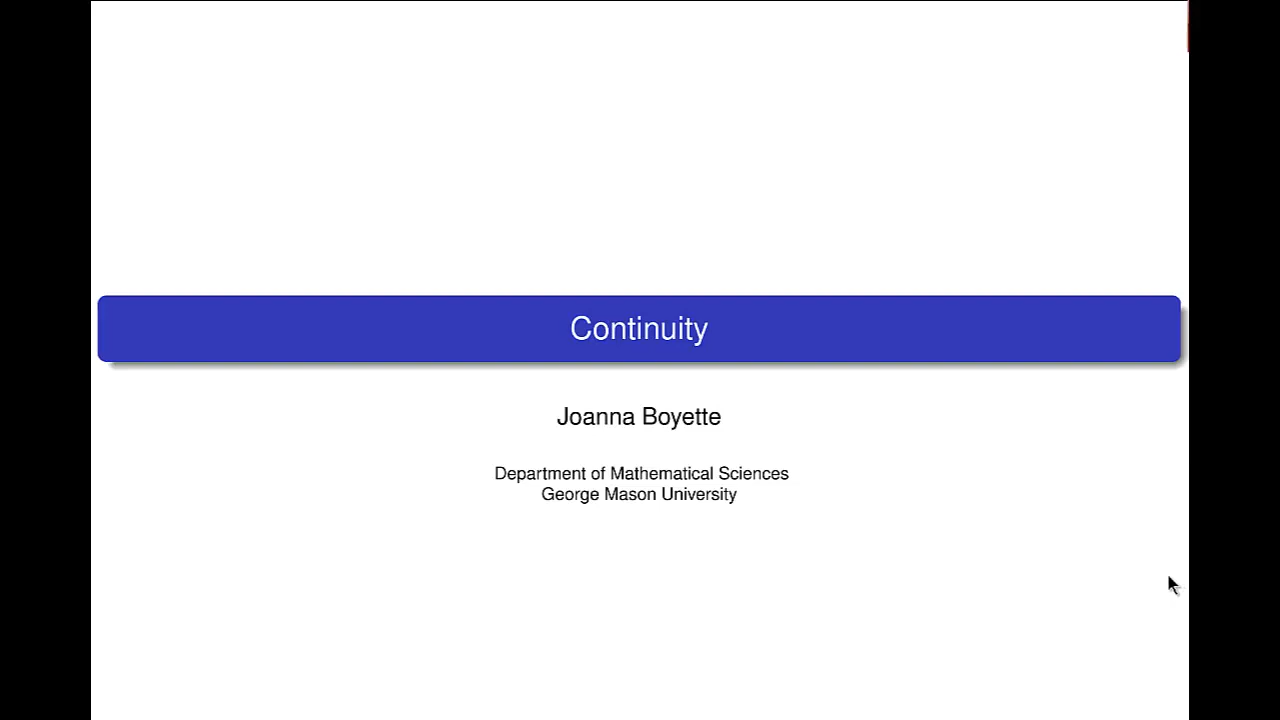 Continuity
Joanna Boyette
Department of Mathematical Sciences
George Mason University